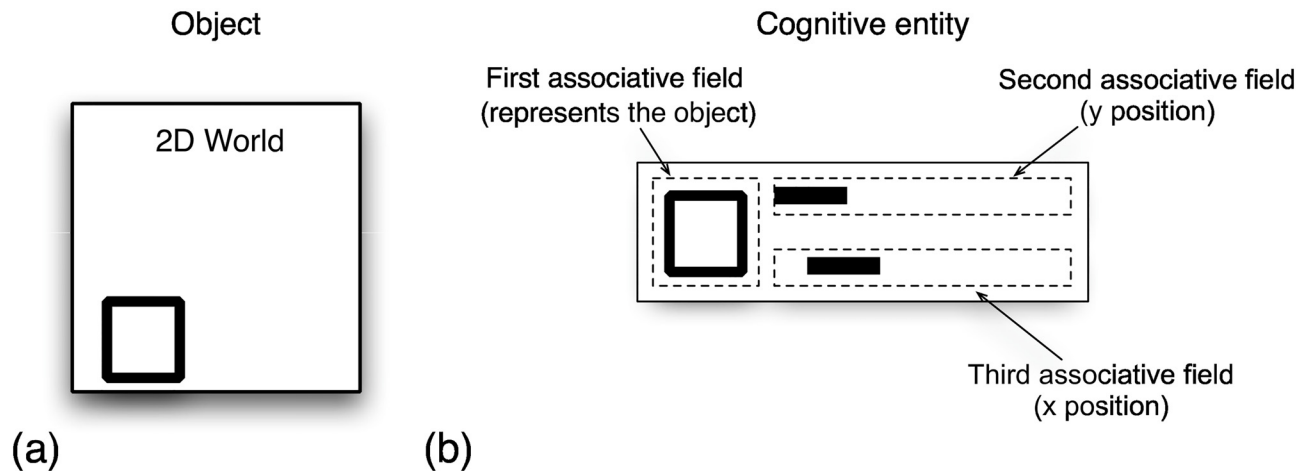 Object
2D World
(a)
Cognitive entity
First associative field
(represents the object)
Second associative field
(y position)
Third associative field
(x position)
(b)